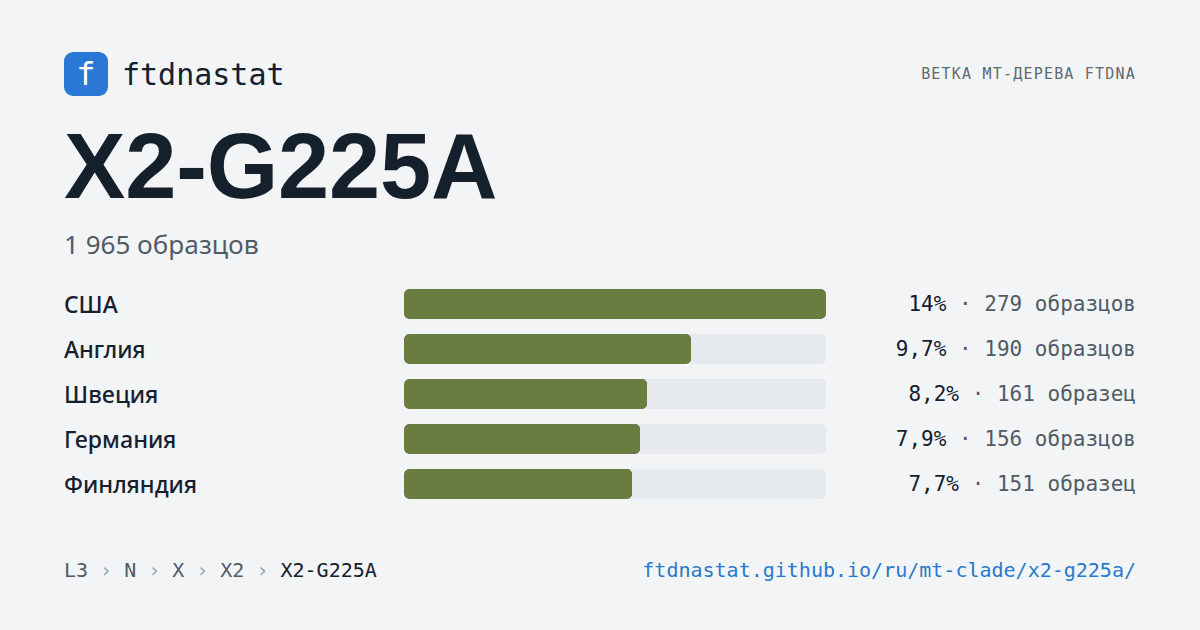 f ftdnastat
ВЕТКА МТ-ДЕРЕВА FTDNA
X2-G225A
1 965 образцов
США 14% · 279 образцов
Англия 9,7% · 190 образцов
Швеция 8,2% · 161 образец
Германия 7,9% · 156 образцов
Финляндия 7,7% · 151 образец
L3 › N › X › X2 › X2-G225A
ftdnastat.github.io/ru/mt-clade/x2-g225a/